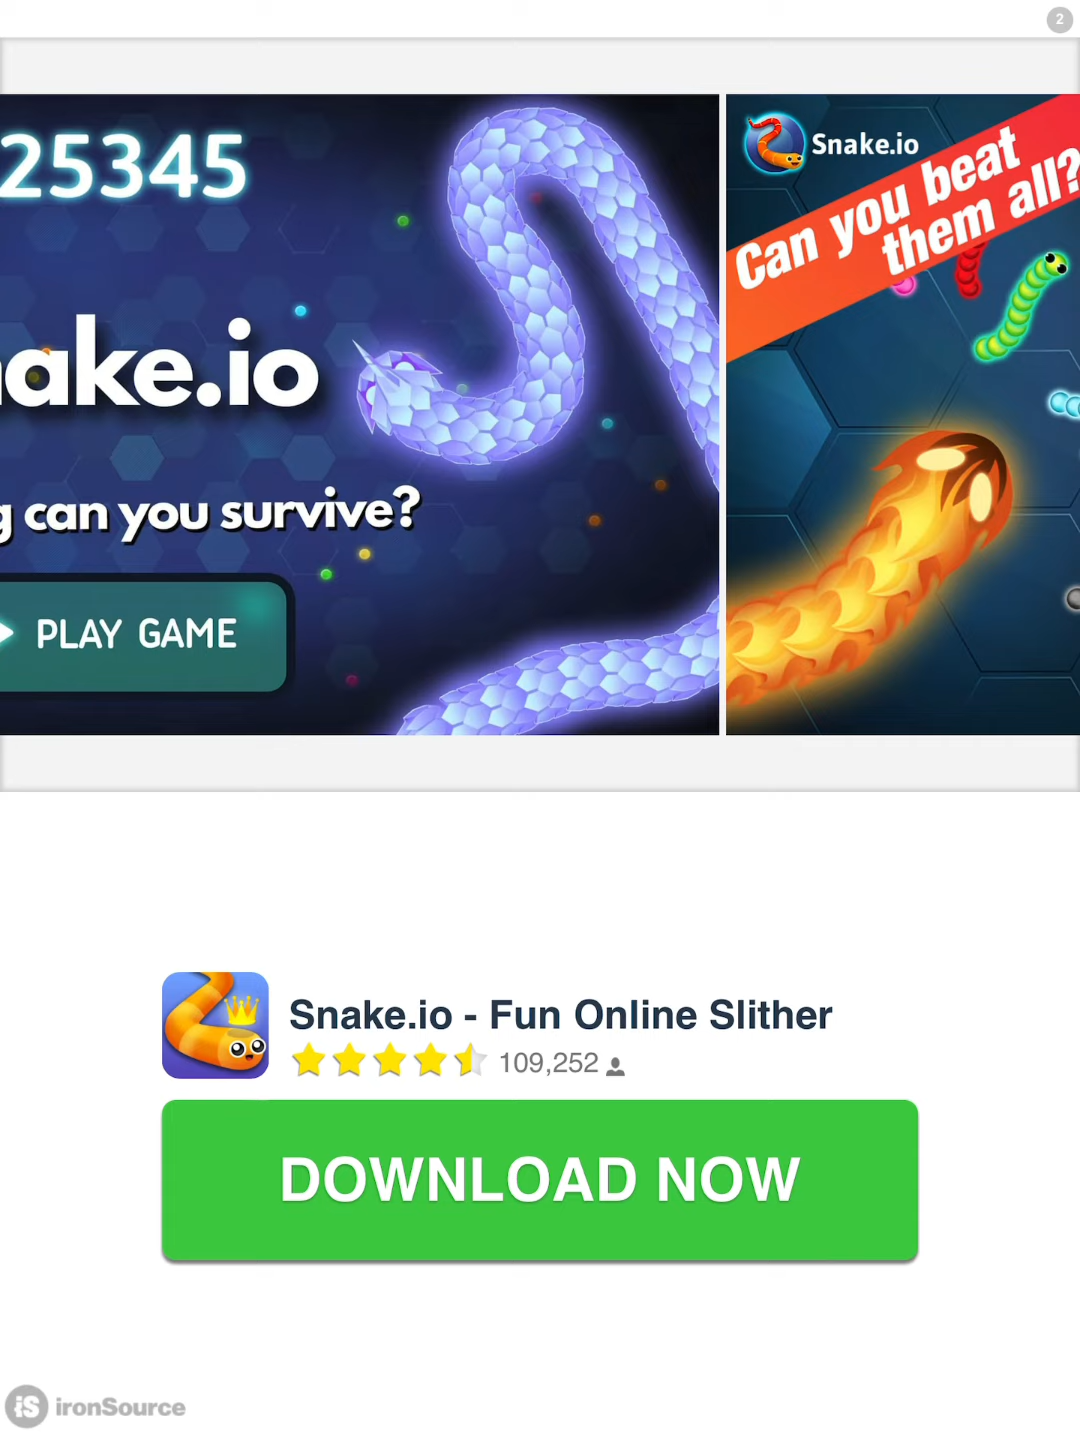 2
25345
ake.io
g can you survive?
PLAY GAME
Snake.io
Can you beat
them all?
Snake.io - Fun Online Slither
109,252
DOWNLOAD NOW
iS ironSource